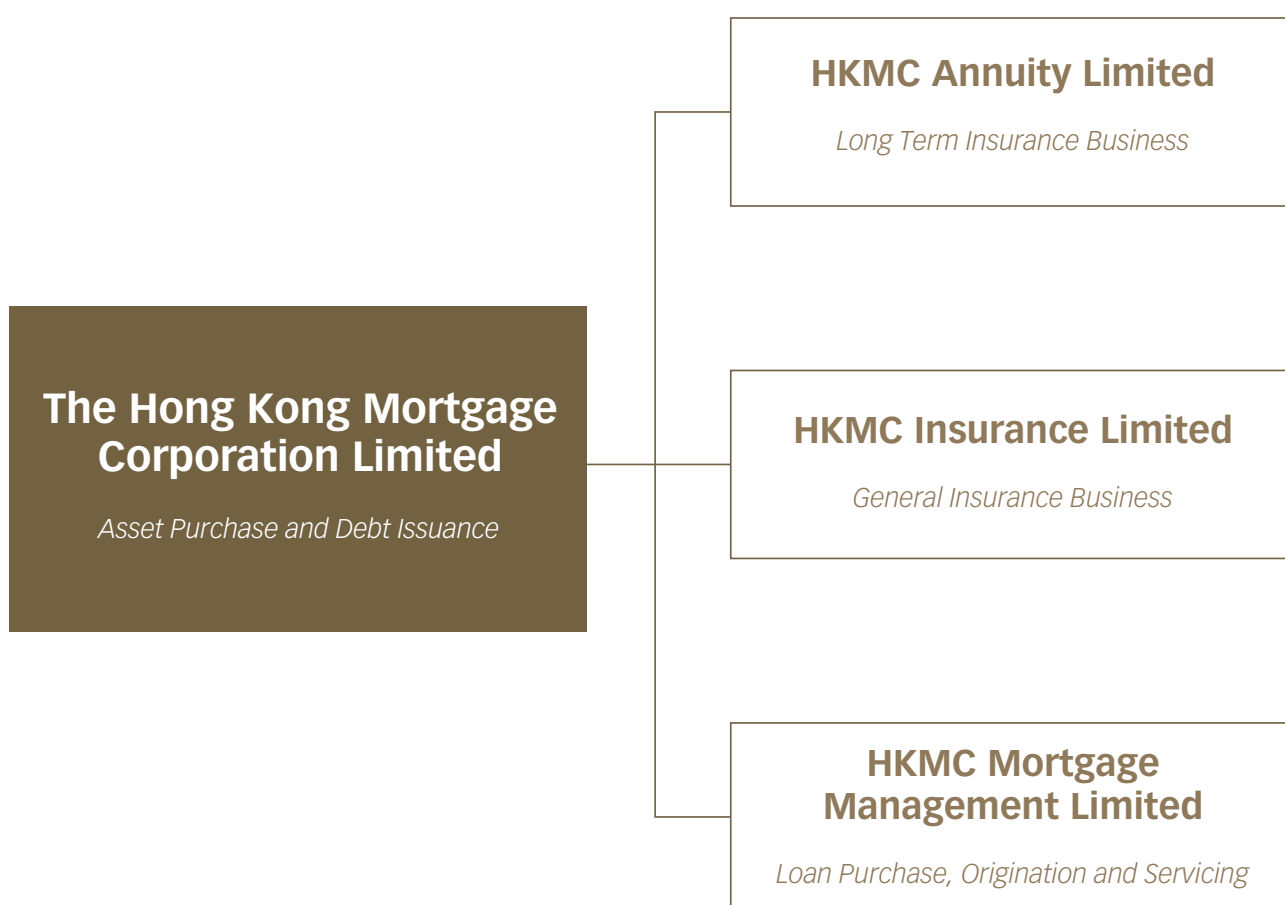 HKMC Annuity Limited
Long Term Insurance Business
The Hong Kong Mortgage
Corporation Limited
Asset Purchase and Debt Issuance
HKMC Insurance Limited
General Insurance Business
HKMC Mortgage
Management Limited
Loan Purchase, Origination and Servicing